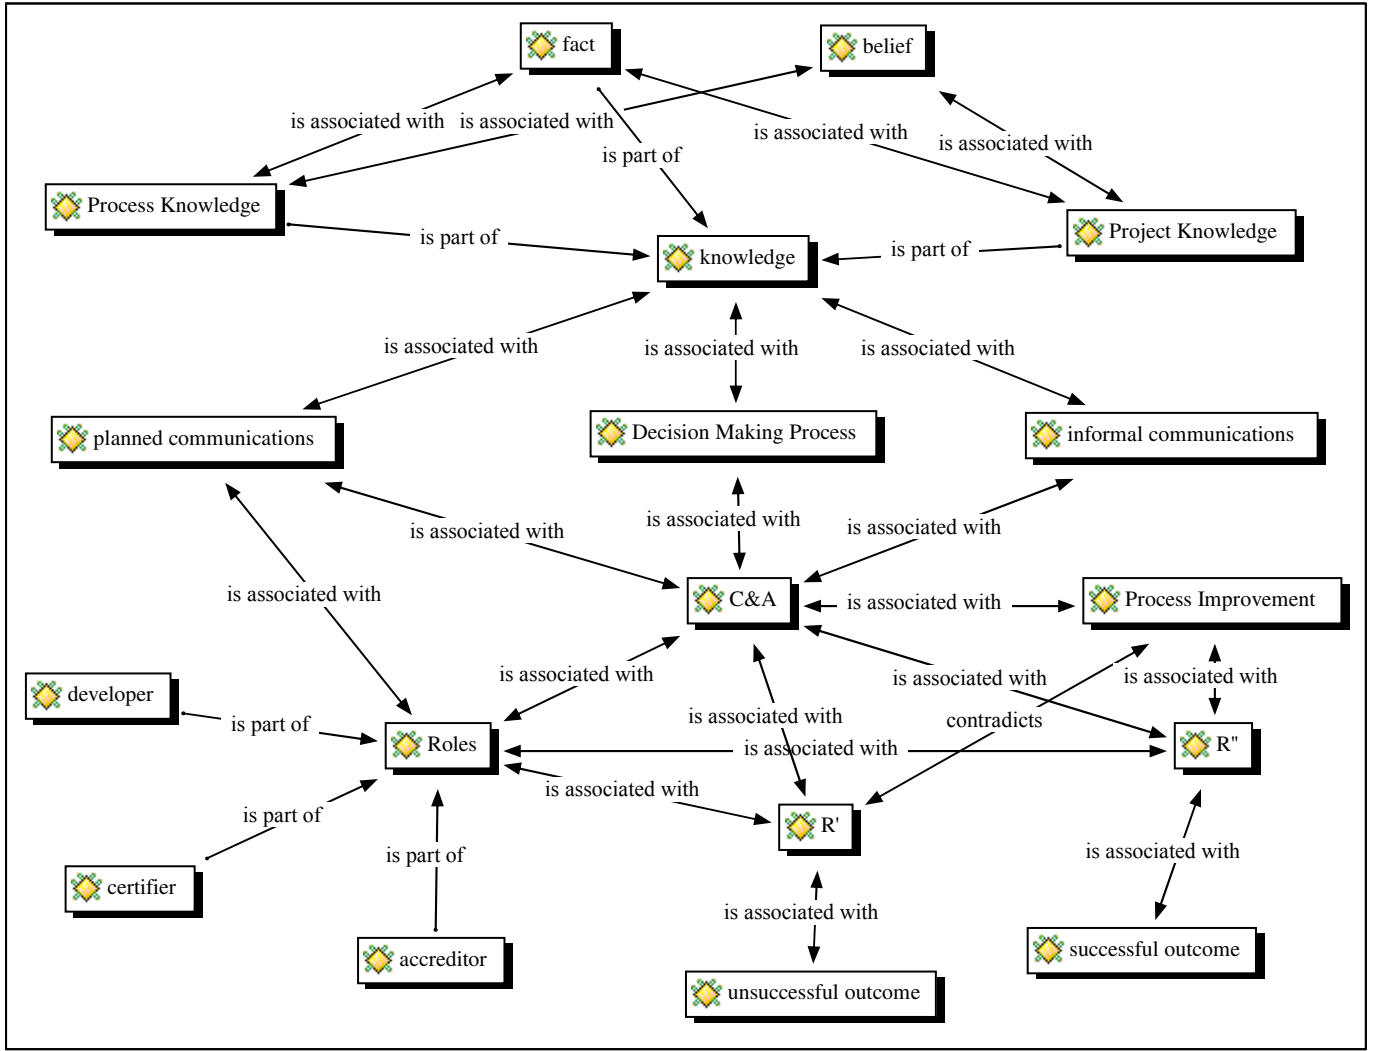 fact
belief
is associated with
is associated with
is associated with
is associated with
is part of
Process Knowledge
Project Knowledge
is part of
knowledge
is part of
is associated with
is associated with
is associated with
planned communications
Decision Making Process
informal communications
is associated with
is associated with
is associated with
is associated with
C&A
is associated with
Process Improvement
is associated with
is associated with
is associated with
developer
is part of
is associated with
contradicts
Roles
is associated with
R"
is associated with
is part of
R'
is part of
is associated with
certifier
is associated with
accreditor
successful outcome
unsuccessful outcome